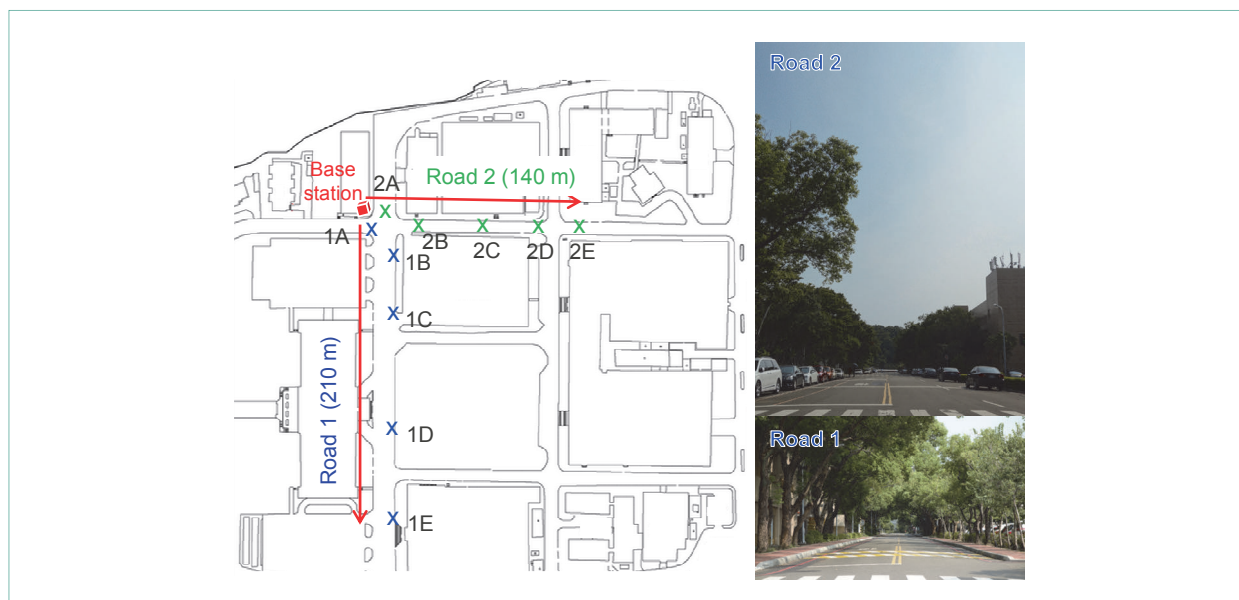 Road 2
Base
station
2A
Road 2 (140 m)
1A
2B
2C
2D
2E
1B
1C
Road 1 (210 m)
1D
1E
Road 1